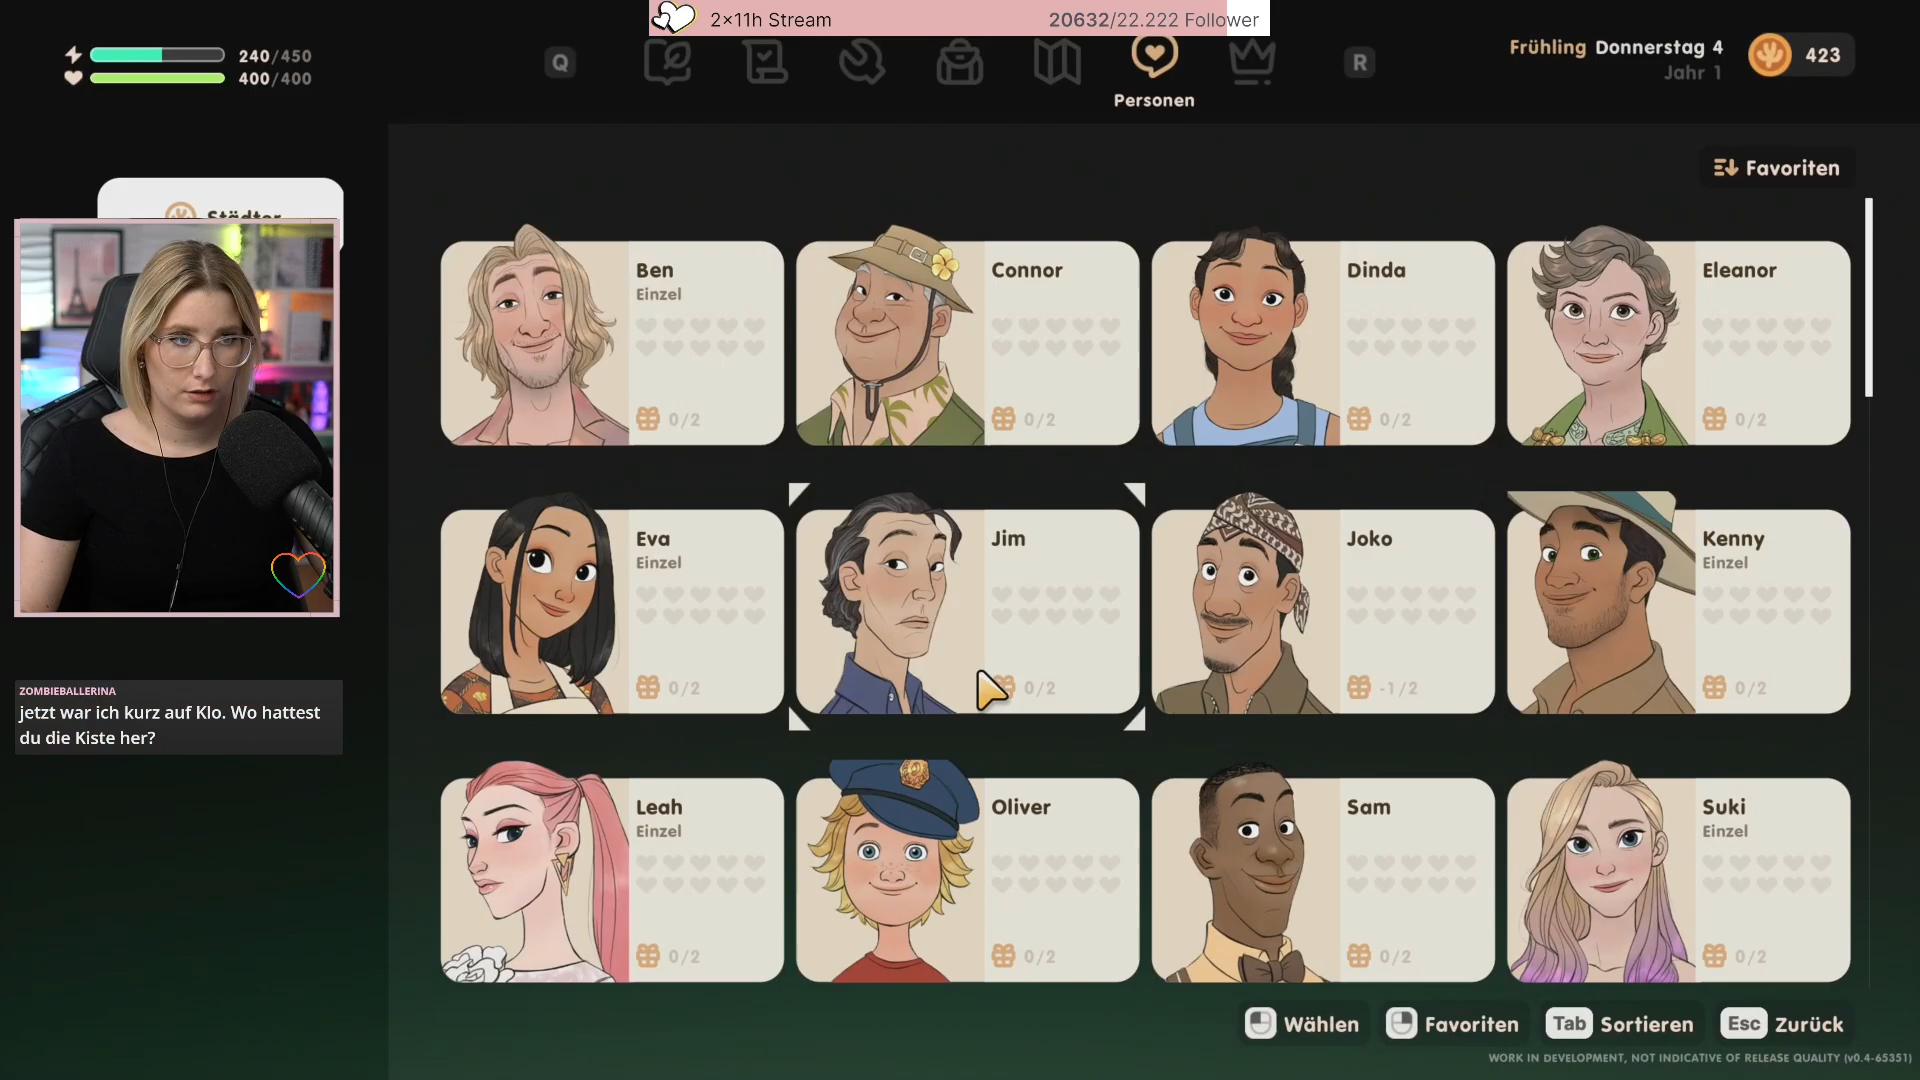 2×11h Stream 20632/22.222 Follower
240/450
400/400
Q
R
Personen
Frühling Donnerstag 4
Jahr 1
423
Städter
Favoriten
Ben
Einzel
0/2
Connor
0/2
Dinda
0/2
Eleanor
0/2
Eva
Einzel
0/2
Jim
0/2
Joko
-1/2
Kenny
Einzel
0/2
ZOMBIEBALLERINA
jetzt war ich kurz auf Klo. Wo hattest
du die Kiste her?
Leah
Einzel
0/2
Oliver
0/2
Sam
0/2
Suki
Einzel
0/2
Wählen
Favoriten
Tab Sortieren
Esc Zurück
WORK IN DEVELOPMENT, NOT INDICATIVE OF RELEASE QUALITY (v0.4-65351)